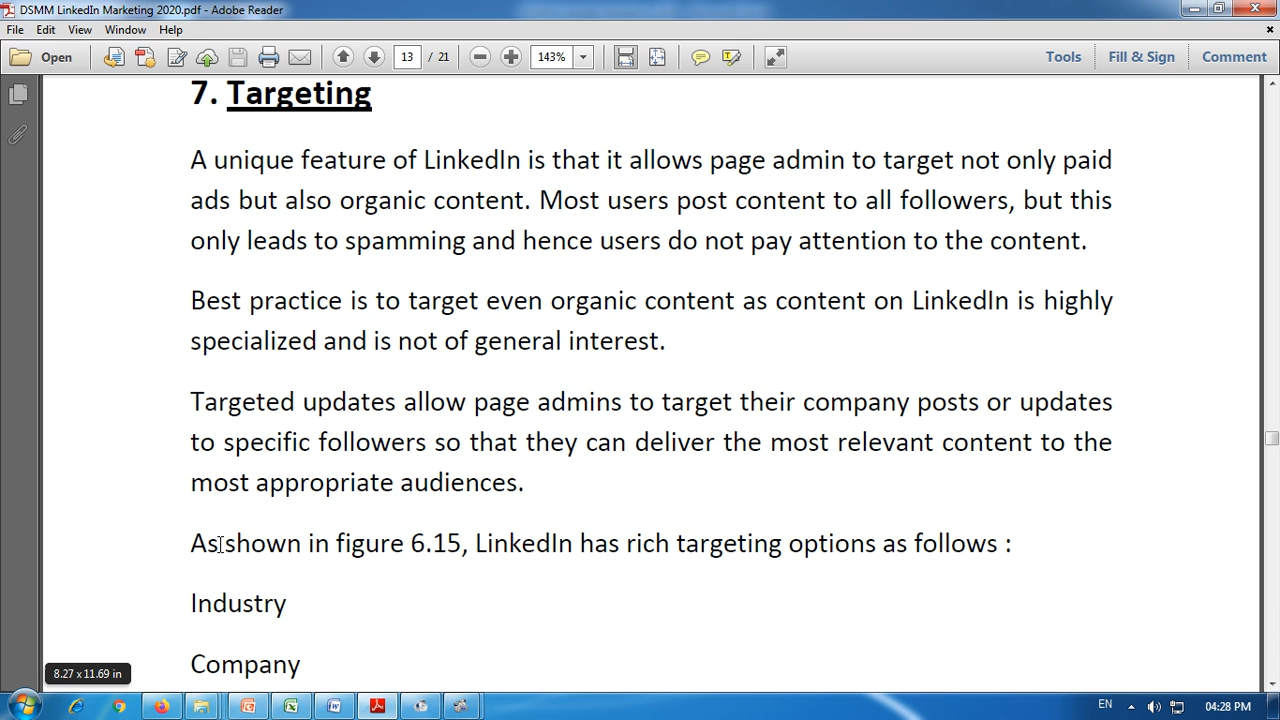 DSMM LinkedIn Marketing 2020.pdf - Adobe Reader
File Edit View Window Help
Open 13 / 21 143% Tools Fill & Sign Comment
7. Targeting
A unique feature of LinkedIn is that it allows page admin to target not only paid
ads but also organic content. Most users post content to all followers, but this
only leads to spamming and hence users do not pay attention to the content.
Best practice is to target even organic content as content on LinkedIn is highly
specialized and is not of general interest.
Targeted updates allow page admins to target their company posts or updates
to specific followers so that they can deliver the most relevant content to the
most appropriate audiences.
As shown in figure 6.15, LinkedIn has rich targeting options as follows :
Industry
Company
8.27 x 11.69 in
EN 04:28 PM